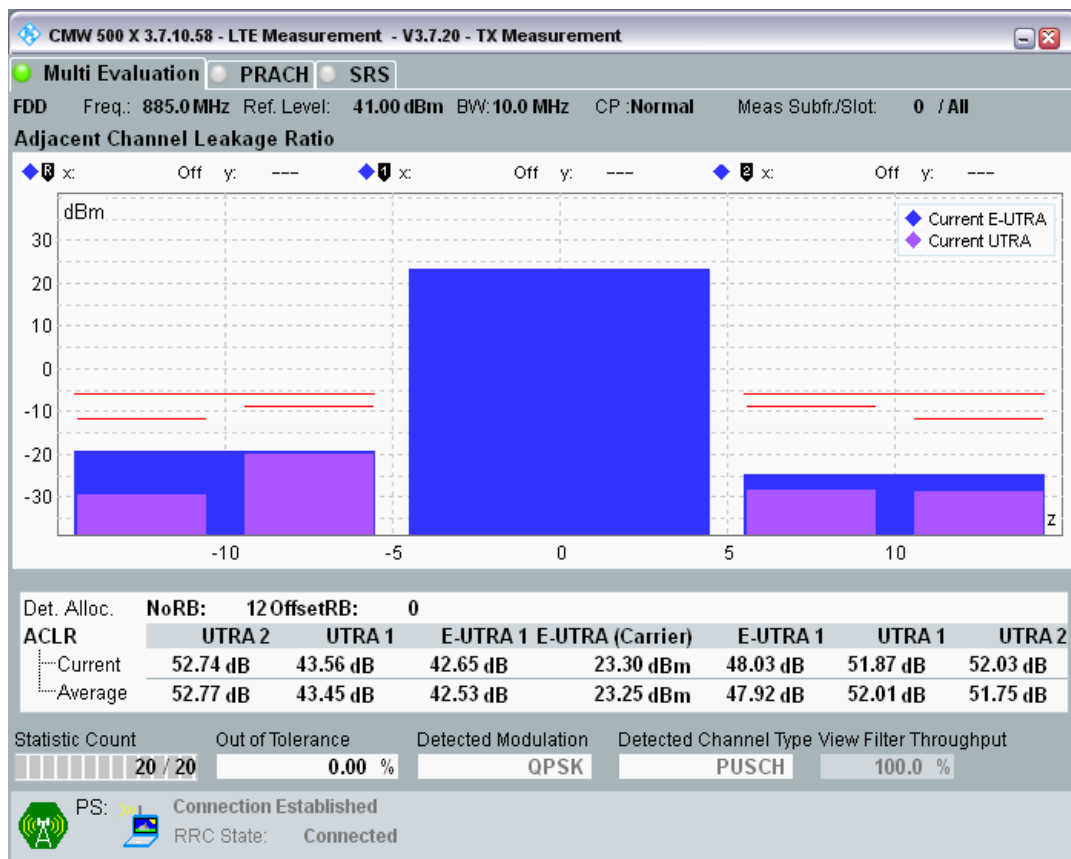 CMW 500 X 3.7.10.58 - LTE Measurement - V3.7.20 - TX Measurement
Multi Evaluation PRACH SRS
FDD Freq.: 885.0 MHz Ref. Level: 41.00 dBm BW: 10.0 MHz CP :Normal Meas Subfr./Slot: 0 / All
Adjacent Channel Leakage Ratio
R x: Off y: --- 1 x: Off y: --- 2 x: Off y: ---
dBm
Current E-UTRA
Current UTRA
30
20
10
0
-10
-20
-30
z
-10 -5 0 5 10
Det. Alloc. NoRB: 12 OffsetRB: 0
ACLR UTRA 2 UTRA 1 E-UTRA 1 E-UTRA (Carrier) E-UTRA 1 UTRA 1 UTRA 2
Current 52.74 dB 43.56 dB 42.65 dB 23.30 dBm 48.03 dB 51.87 dB 52.03 dB
Average 52.77 dB 43.45 dB 42.53 dB 23.25 dBm 47.92 dB 52.01 dB 51.75 dB
Statistic Count Out of Tolerance Detected Modulation Detected Channel Type View Filter Throughput
20 / 20 0.00 % QPSK PUSCH 100.0 %
PS: Connection Established
RRC State: Connected